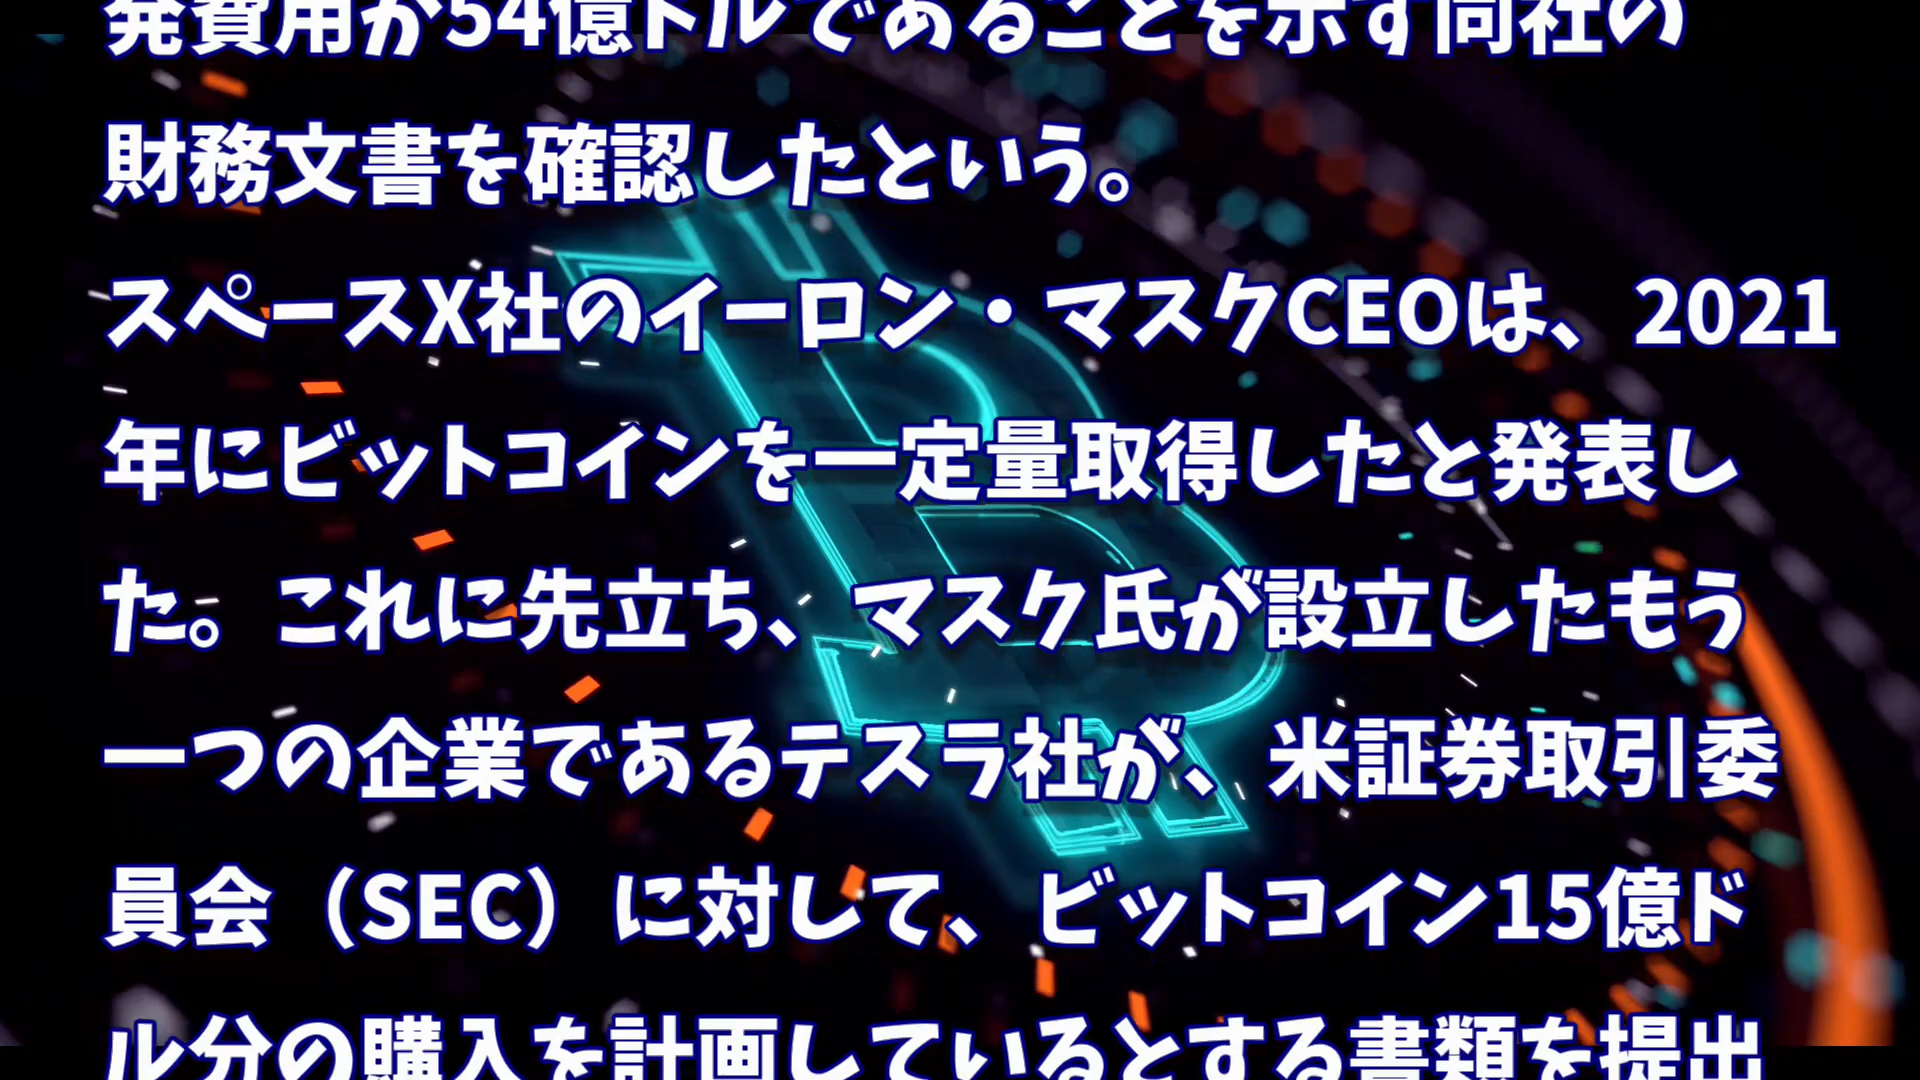 発費用が54億ドルであることを示す同社の
財務文書を確認したという。
スペースX社のイーロン・マスクCEOは、2021
年にビットコインを一定量取得したと発表し
た。これに先立ち、マスク氏が設立したもう
一つの企業であるテスラ社が、米証券取引委
員会（SEC）に対して、ビットコイン15億ド
ル分の購入を計画しているとする書類を提出